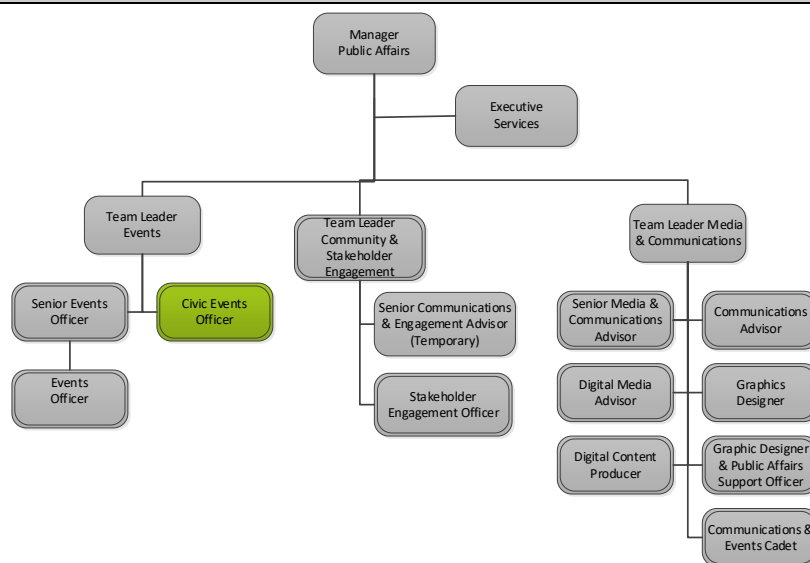 Manager
Public Affairs
Executive
Services
Team Leader
Events
Team Leader
Community &
Stakeholder
Engagement
Team Leader Media
& Communications
Senior Events
Officer
Civic Events
Officer
Events
Officer
Senior Communications
& Engagement Advisor
(Temporary)
Stakeholder
Engagement Officer
Senior Media &
Communications
Advisor
Communications
Advisor
Digital Media
Advisor
Graphics
Designer
Digital Content
Producer
Graphic Designer
& Public Affairs
Support Officer
Communications &
Events Cadet